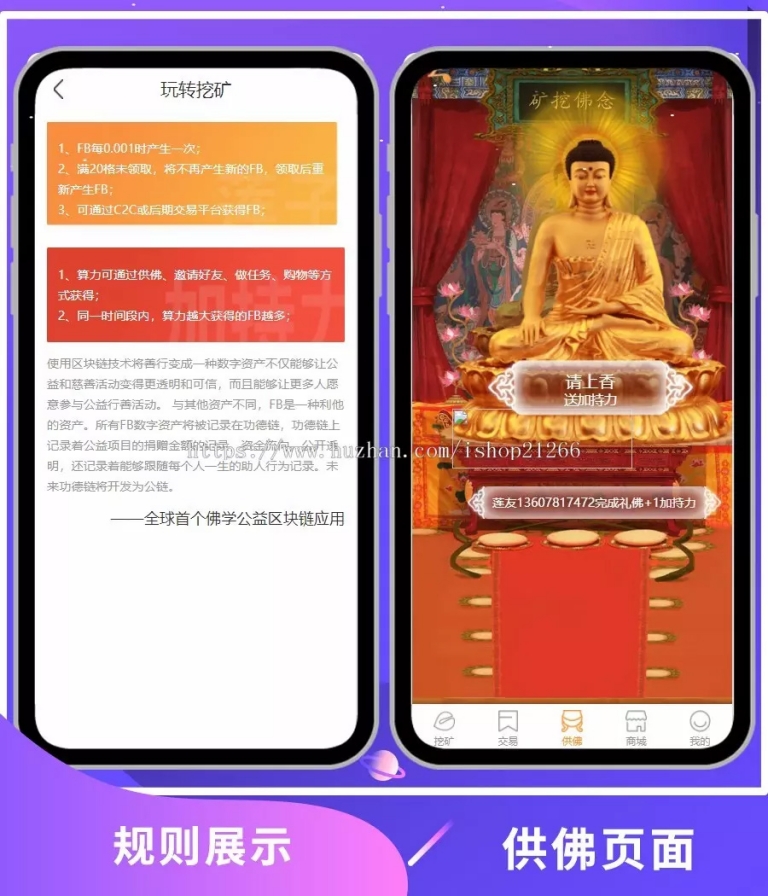 玩转挖矿
1、FB每0.001时产生一次；
2、满20格未领取，将不再产生新的FB，领取后重
新产生FB；
3、可通过C2C或后期交易平台获得FB；
1、算力可通过供佛、邀请好友、做任务、购物等方
式获得；
加持力
2、同一时间段内，算力越大获得的FB越多；
使用区块链技术将善行变成一种数字资产不仅能够让公
益和慈善活动变得更透明和可信，而且能够让更多人愿
意参与公益行善活动。 与其他资产不同，FB是一种利他
的资产。所有FB数字资产将被记录在功德链，功德链上
记录着公益项目的捐赠金额的记录、资金流向、公开透
明，还记录着能够跟随每个人一生的助人行为记录。未
来功德链将开发为公链。
——全球首个佛学公益区块链应用
矿挖佛念
请上香
送加持力
https://www.huzhan.com/ishop21266
莲友13607817472完成礼佛+1加持力
挖矿
交易
供佛
商城
我的
规则展示
供佛页面